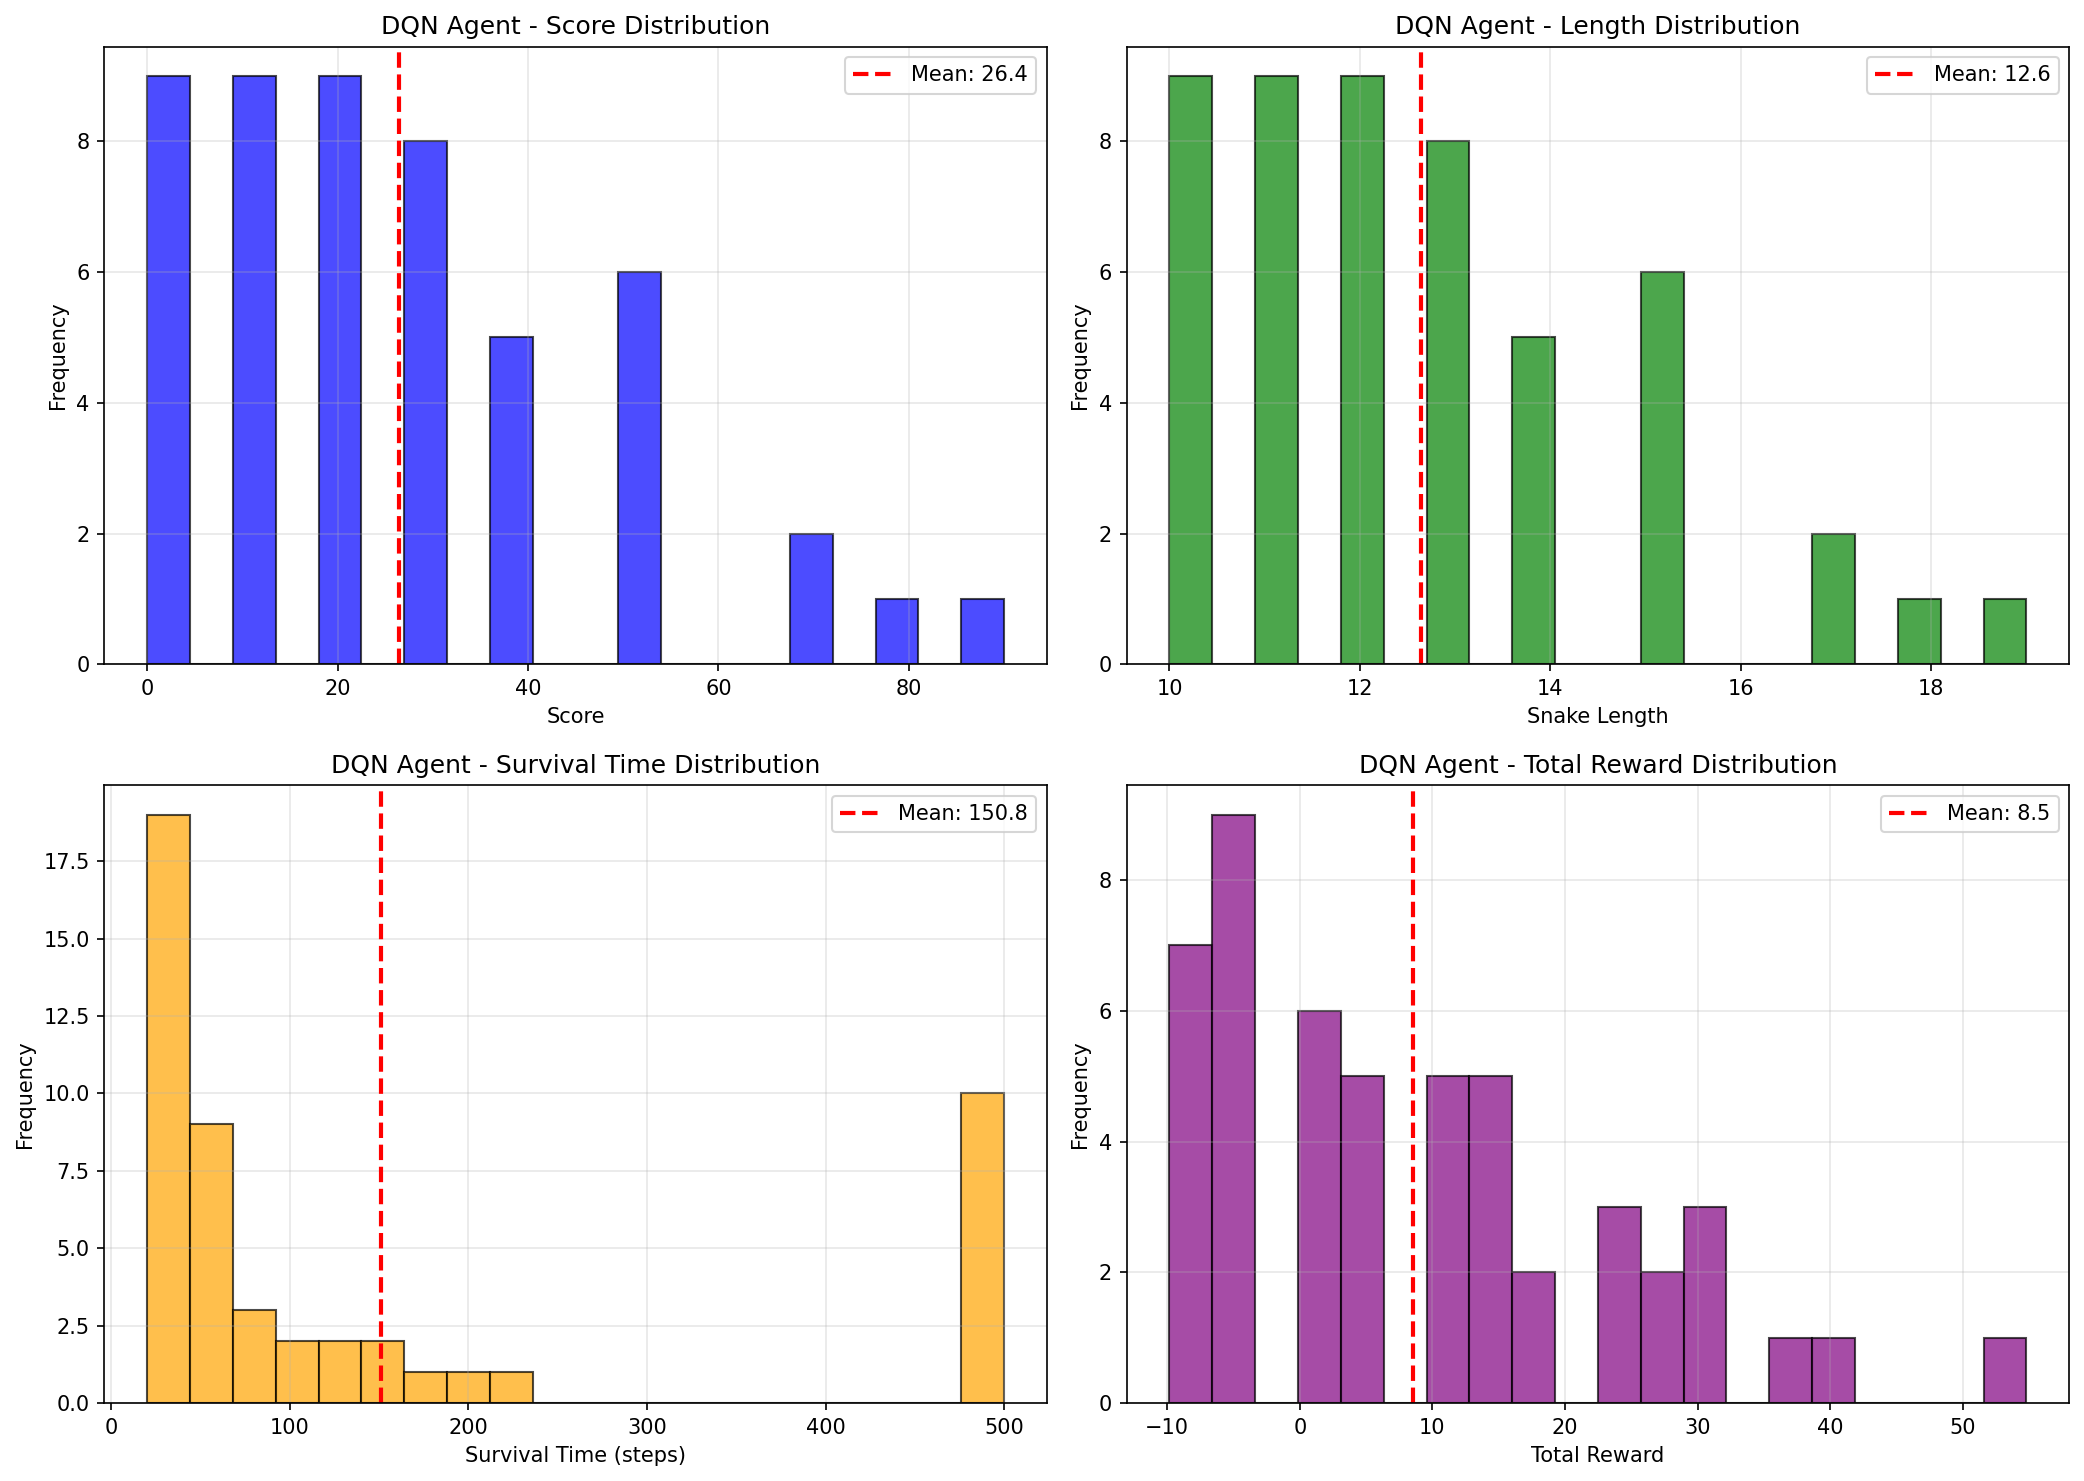 DQN Agent - Score Distribution
Mean: 26.4
8
6
4
2
0
Frequency
0 20 40 60 80
Score
DQN Agent - Length Distribution
Mean: 12.6
8
6
4
2
0
Frequency
10 12 14 16 18
Snake Length
DQN Agent - Survival Time Distribution
Mean: 150.8
17.5
15.0
12.5
10.0
7.5
5.0
2.5
0.0
Frequency
0 100 200 300 400 500
Survival Time (steps)
DQN Agent - Total Reward Distribution
Mean: 8.5
8
6
4
2
0
Frequency
−10 0 10 20 30 40 50
Total Reward